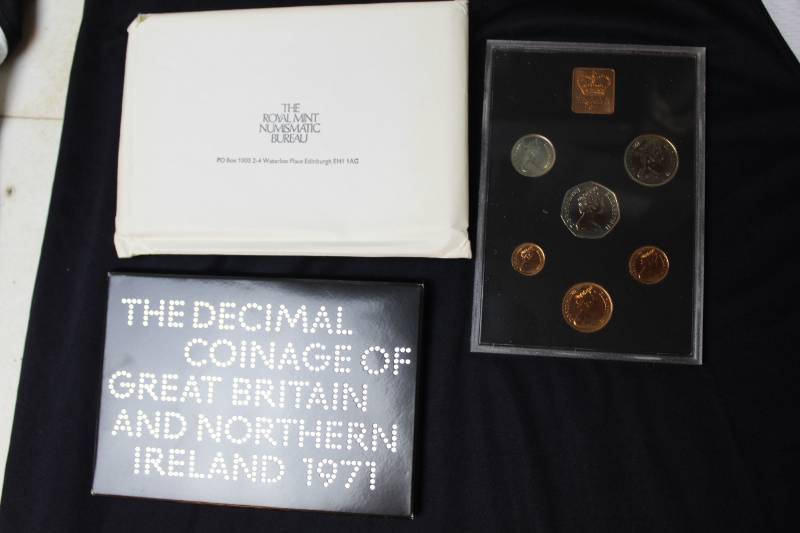 THE
ROYAL MINT
NUMISMATIC
BUREAU
PO Box 1000 2-4 Waterloo Place Edinburgh EH1 1AG
THE DECIMAL
COINAGE OF
GREAT BRITAIN
AND NORTHERN
IRELAND 1971